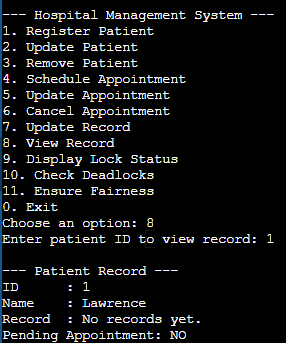 --- Hospital Management System ---
1. Register Patient
2. Update Patient
3. Remove Patient
4. Schedule Appointment
5. Update Appointment
6. Cancel Appointment
7. Update Record
8. View Record
9. Display Lock Status
10. Check Deadlocks
11. Ensure Fairness
0. Exit
Choose an option: 8
Enter patient ID to view record: 1

--- Patient Record ---
ID      : 1
Name    : Lawrence
Record  : No records yet.
Pending Appointment: NO